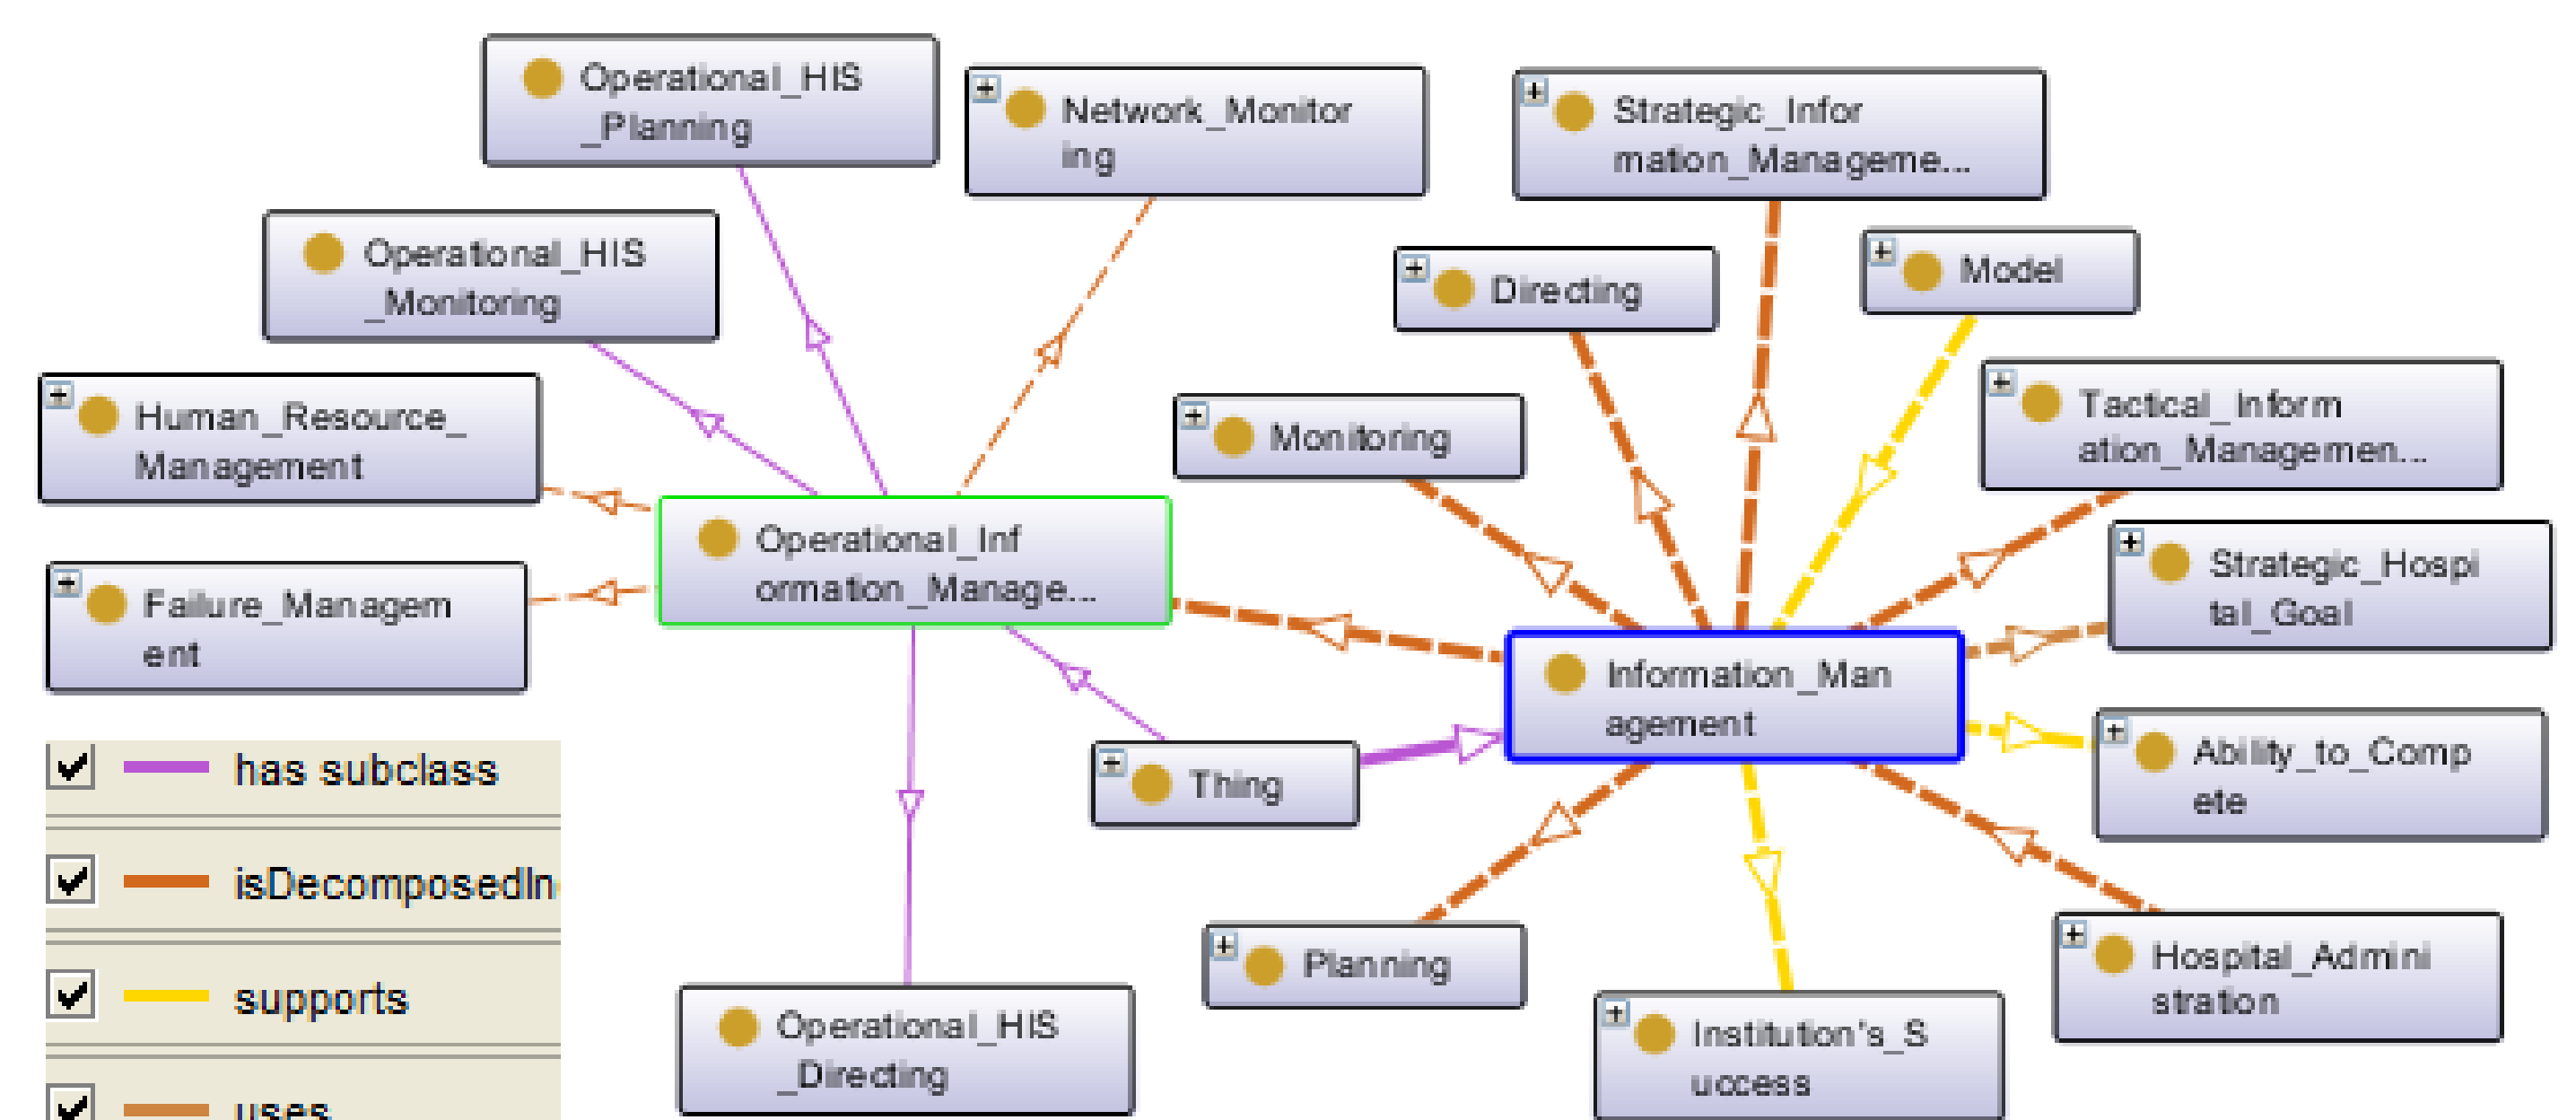 Operational_HIS
_Planning
Network_Monitor
ing
Strategic_Infor
mation_Manageme...
Operational_HIS
_Monitoring
Directing
Model
Human_Resource_
Management
Monitoring
Tactical_Inform
ation_Managemen...
Operational_Inf
ormation_Manage...
Failure_Managem
ent
Strategic_Hospi
tal_Goal
Information_Man
agement
Thing
Ability_to_Comp
ete
Planning
Hospital_Admini
stration
Operational_HIS
_Directing
Institution's_S
uccess
has subclass
isDecomposedIn
supports
uses